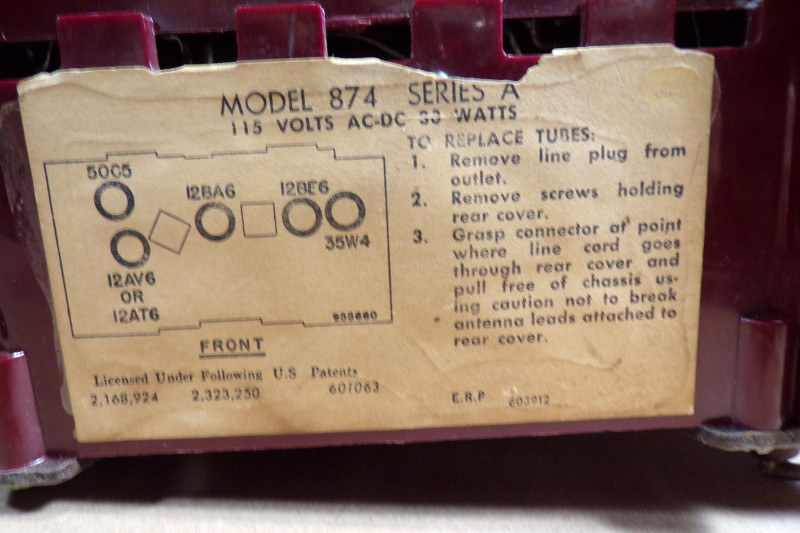 MODEL 874 SERIES A
115 VOLTS AC-DC WATTS
50C5
12BA6
12BE6
35W4
12AV6
OR
12AT6
FRONT
TO REPLACE TUBES:
1. Remove line plug from
outlet.
2. Remove screws holding
rear cover.
3. Grasp connector at point
where line cord goes
through rear cover and
pull free of chassis us-
ing caution not to break
antenna leads attached to
rear cover.
Licensed Under Following U.S Patents
2,168,924 2,323,250 601063
E.R.P 603912